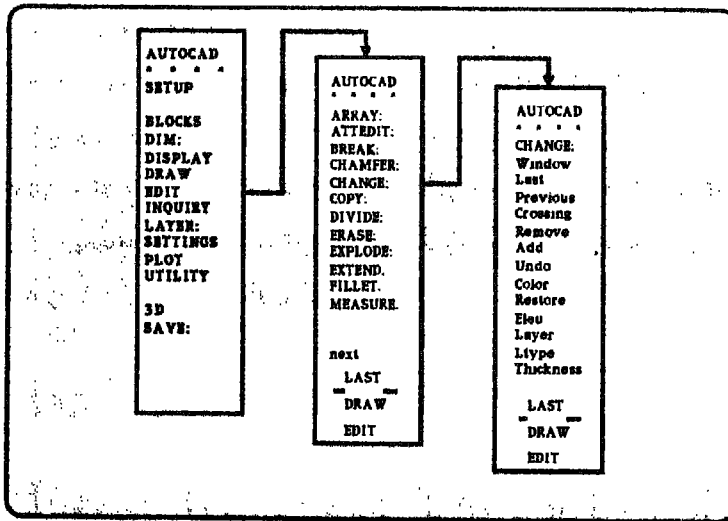 AUTOCAD
* * * *
SETUP
BLOCKS
DIM:
DISPLAY
DRAW
EDIT
INQUIRY
LAYER:
SETTINGS
PLOT
UTILITY
3D
SAVE:
AUTOCAD
* * * *
ARRAY:
ATTEDIT:
BREAK:
CHAMFER:
CHANGE:
COPY:
DIVIDE:
ERASE:
EXPLODE:
EXTEND.
FILLET.
MEASURE.
next
LAST
DRAW
EDIT
AUTOCAD
* * * *
CHANGE:
Window
Last
Previous
Crossing
Remove
Add
Undo
Color
Restore
Eleu
Layer
Ltype
Thickness
LAST
DRAW
EDIT